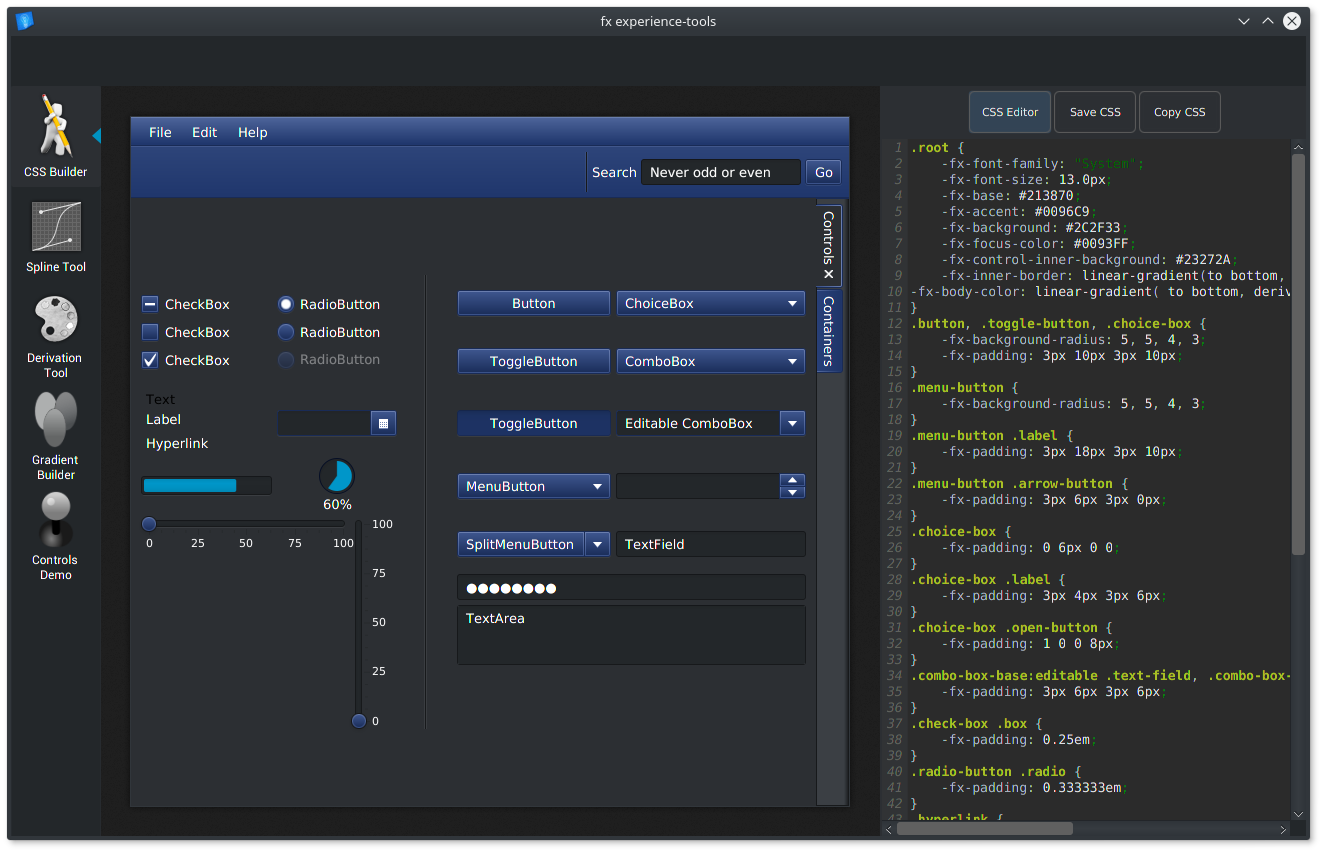 fx experience-tools
CSS Builder
Spline Tool
Derivation
Tool
Gradient
Builder
Controls
Demo
File Edit Help
Search Never odd or even Go
Controls
Containers
CheckBox RadioButton
CheckBox RadioButton
CheckBox RadioButton
Text
Label
Hyperlink
60%
0 25 50 75 100
100
75
50
25
0
Button ChoiceBox
ToggleButton ComboBox
ToggleButton Editable ComboBox
MenuButton
SplitMenuButton TextField
TextArea
CSS Editor Save CSS Copy CSS
1 .root {
2 -fx-font-family: "System";
3 -fx-font-size: 13.0px;
4 -fx-base: #213870;
5 -fx-accent: #0096C9;
6 -fx-background: #2C2F33;
7 -fx-focus-color: #0093FF;
8 -fx-control-inner-background: #23272A;
9 -fx-inner-border: linear-gradient(to bottom,
10 -fx-body-color: linear-gradient( to bottom, deriv
11 }
12 .button, .toggle-button, .choice-box {
13 -fx-background-radius: 5, 5, 4, 3;
14 -fx-padding: 3px 10px 3px 10px;
15 }
16 .menu-button {
17 -fx-background-radius: 5, 5, 4, 3;
18 }
19 .menu-button .label {
20 -fx-padding: 3px 18px 3px 10px;
21 }
22 .menu-button .arrow-button {
23 -fx-padding: 3px 6px 3px 0px;
24 }
25 .choice-box {
26 -fx-padding: 0 6px 0 0;
27 }
28 .choice-box .label {
29 -fx-padding: 3px 4px 3px 6px;
30 }
31 .choice-box .open-button {
32 -fx-padding: 1 0 0 8px;
33 }
34 .combo-box-base:editable .text-field, .combo-box-
35 -fx-padding: 3px 6px 3px 6px;
36 }
37 .check-box .box {
38 -fx-padding: 0.25em;
39 }
40 .radio-button .radio {
41 -fx-padding: 0.333333em;
42 }
43 .hyperlink {